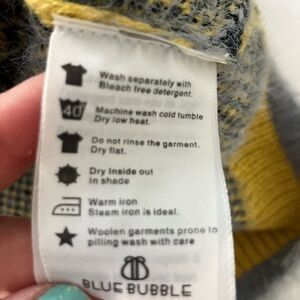 Wash separately with
Bleach free detergent.
40
Machine wash cold tumble
Dry low heat.
Do not rinse the garment.
Dry flat.
Dry Inside out
In shade
Warm iron
Steam iron is ideal.
Woolen garments prone to
pilling wash with care
BLUE BUBBLE